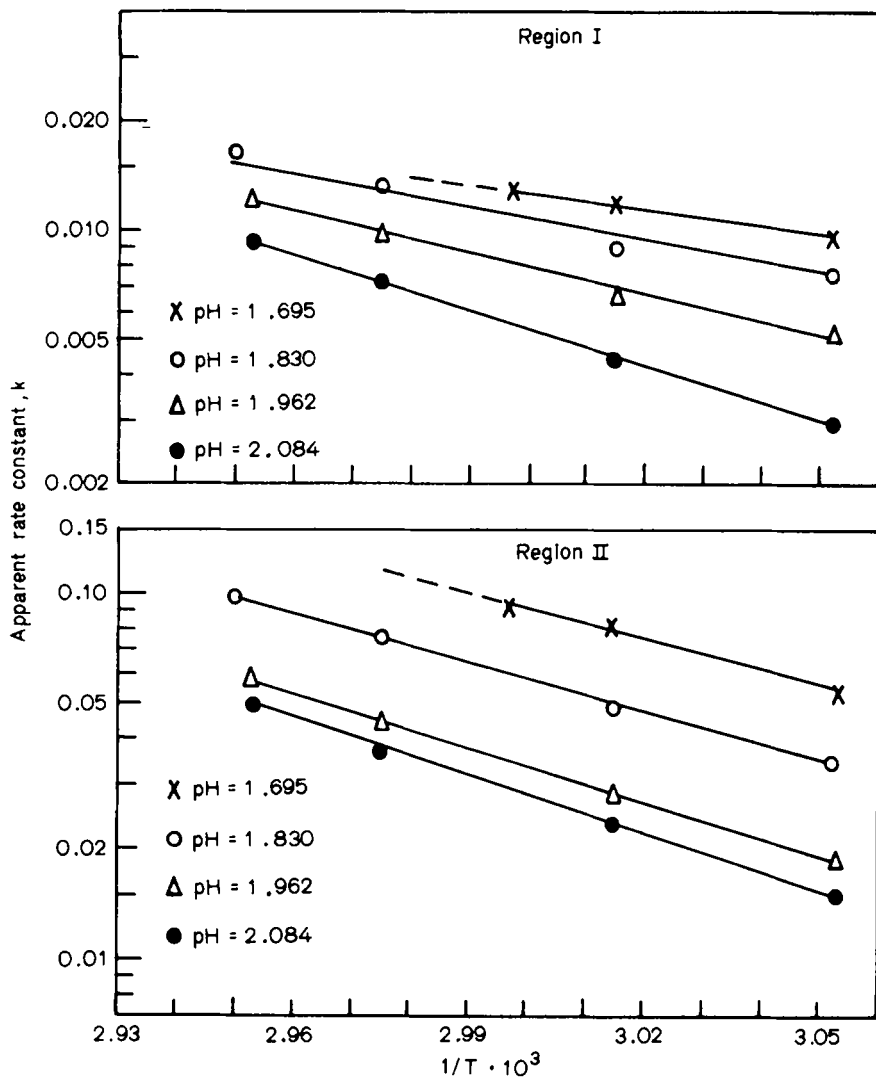 Region I
0.020
0.010
0.005
0.002
X pH = 1.695
O pH = 1.830
Δ pH = 1.962
● pH = 2.084
Apparent rate constant, k
Region II
0.15
0.10
0.05
0.02
0.01
X pH = 1.695
O pH = 1.830
Δ pH = 1.962
● pH = 2.084
2.93 2.96 2.99 3.02 3.05
1/T · 10³